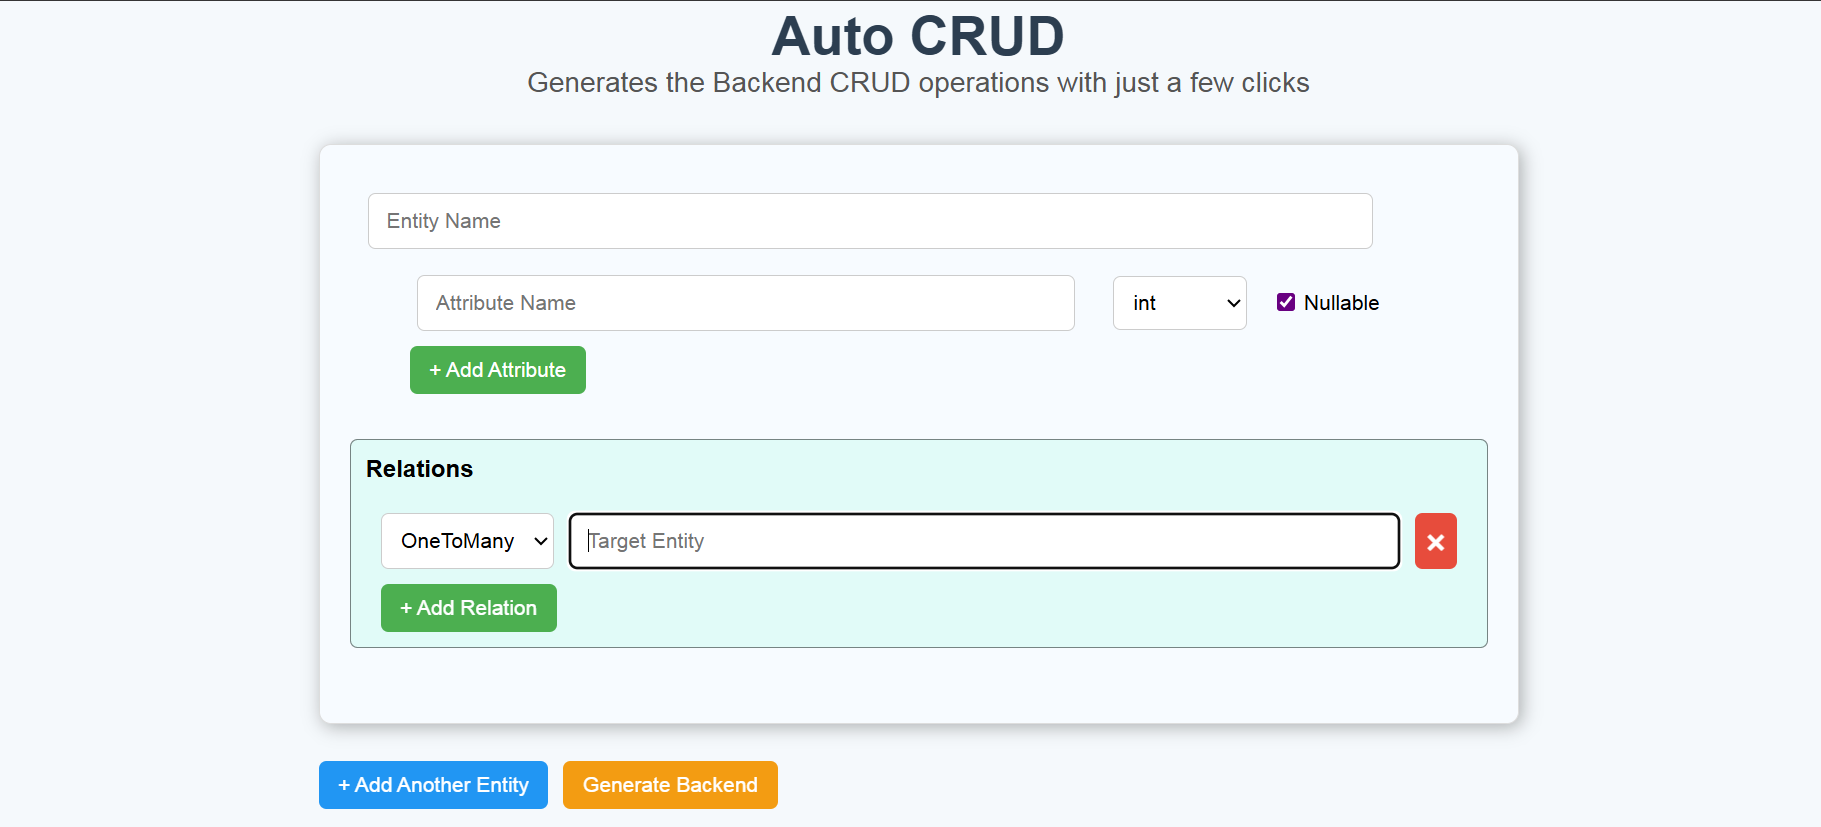 Auto CRUD
Generates the Backend CRUD operations with just a few clicks
Entity Name
Attribute Name
int
Nullable
+ Add Attribute
Relations
OneToMany
Target Entity
+ Add Relation
+ Add Another Entity
Generate Backend